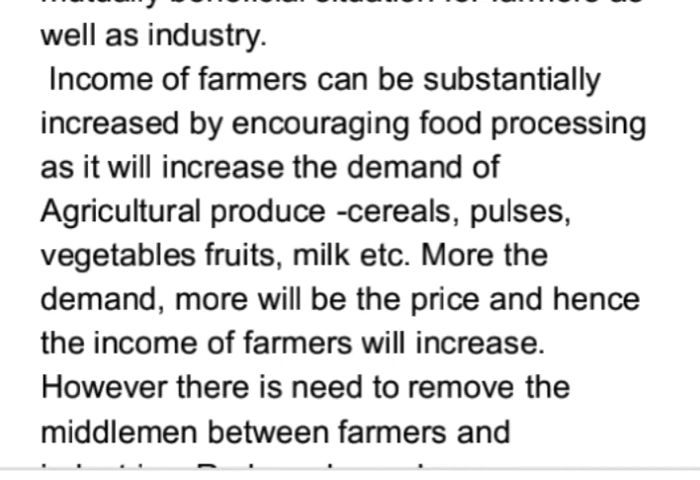 well as industry.
Income of farmers can be substantially
increased by encouraging food processing
as it will increase the demand of
Agricultural produce -cereals, pulses,
vegetables fruits, milk etc. More the
demand, more will be the price and hence
the income of farmers will increase.
However there is need to remove the
middlemen between farmers and